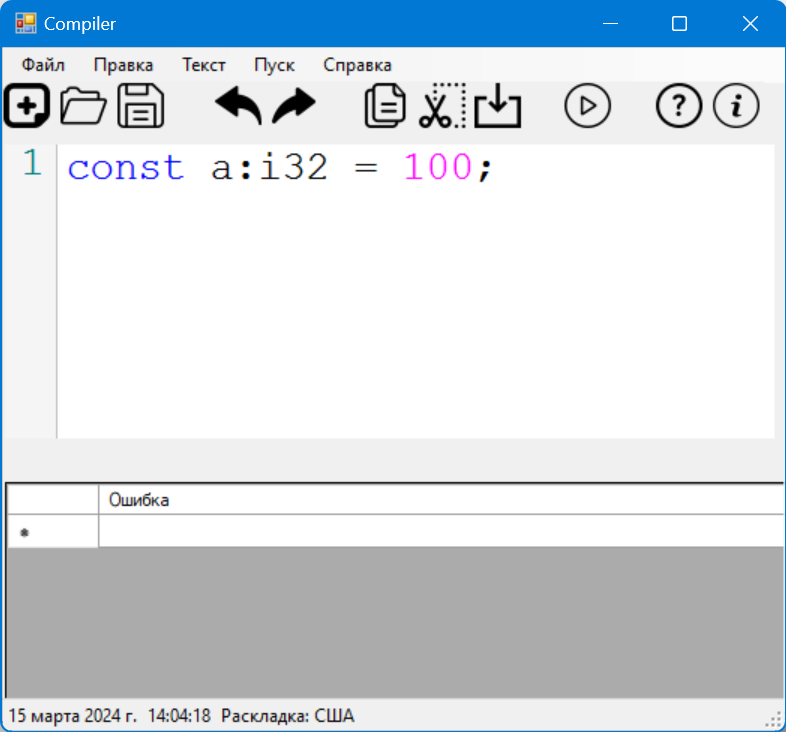 Compiler
Файл Правка Текст Пуск Справка
1 const a:i32 = 100;
Ошибка
15 марта 2024 г. 14:04:18 Раскладка: США